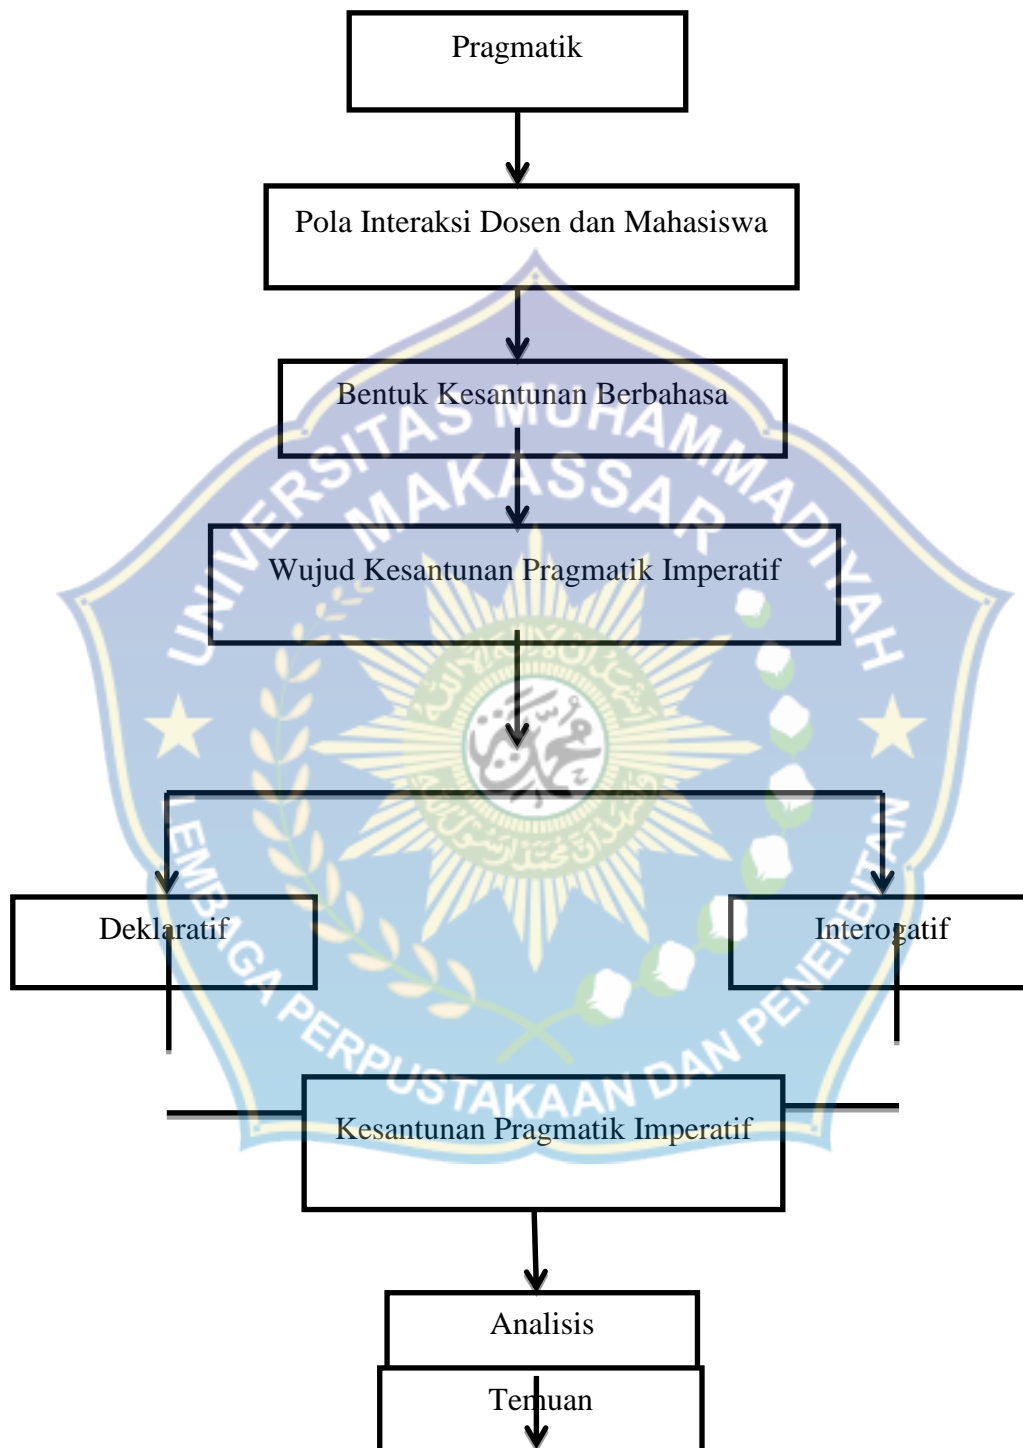 Pragmatik
Pola Interaksi Dosen dan Mahasiswa
Bentuk Kesantunan Berbahasa
UNIVERSITAS MUHAMMADIYAH
MAKASSAR
Wujud Kesantunan Pragmatik Imperatif
محمد
Deklaratif
Interogatif
LEMBAGA PERPUSTAKAAN DAN PENERBITAN
Kesantunan Pragmatik Imperatif
Analisis
Temuan